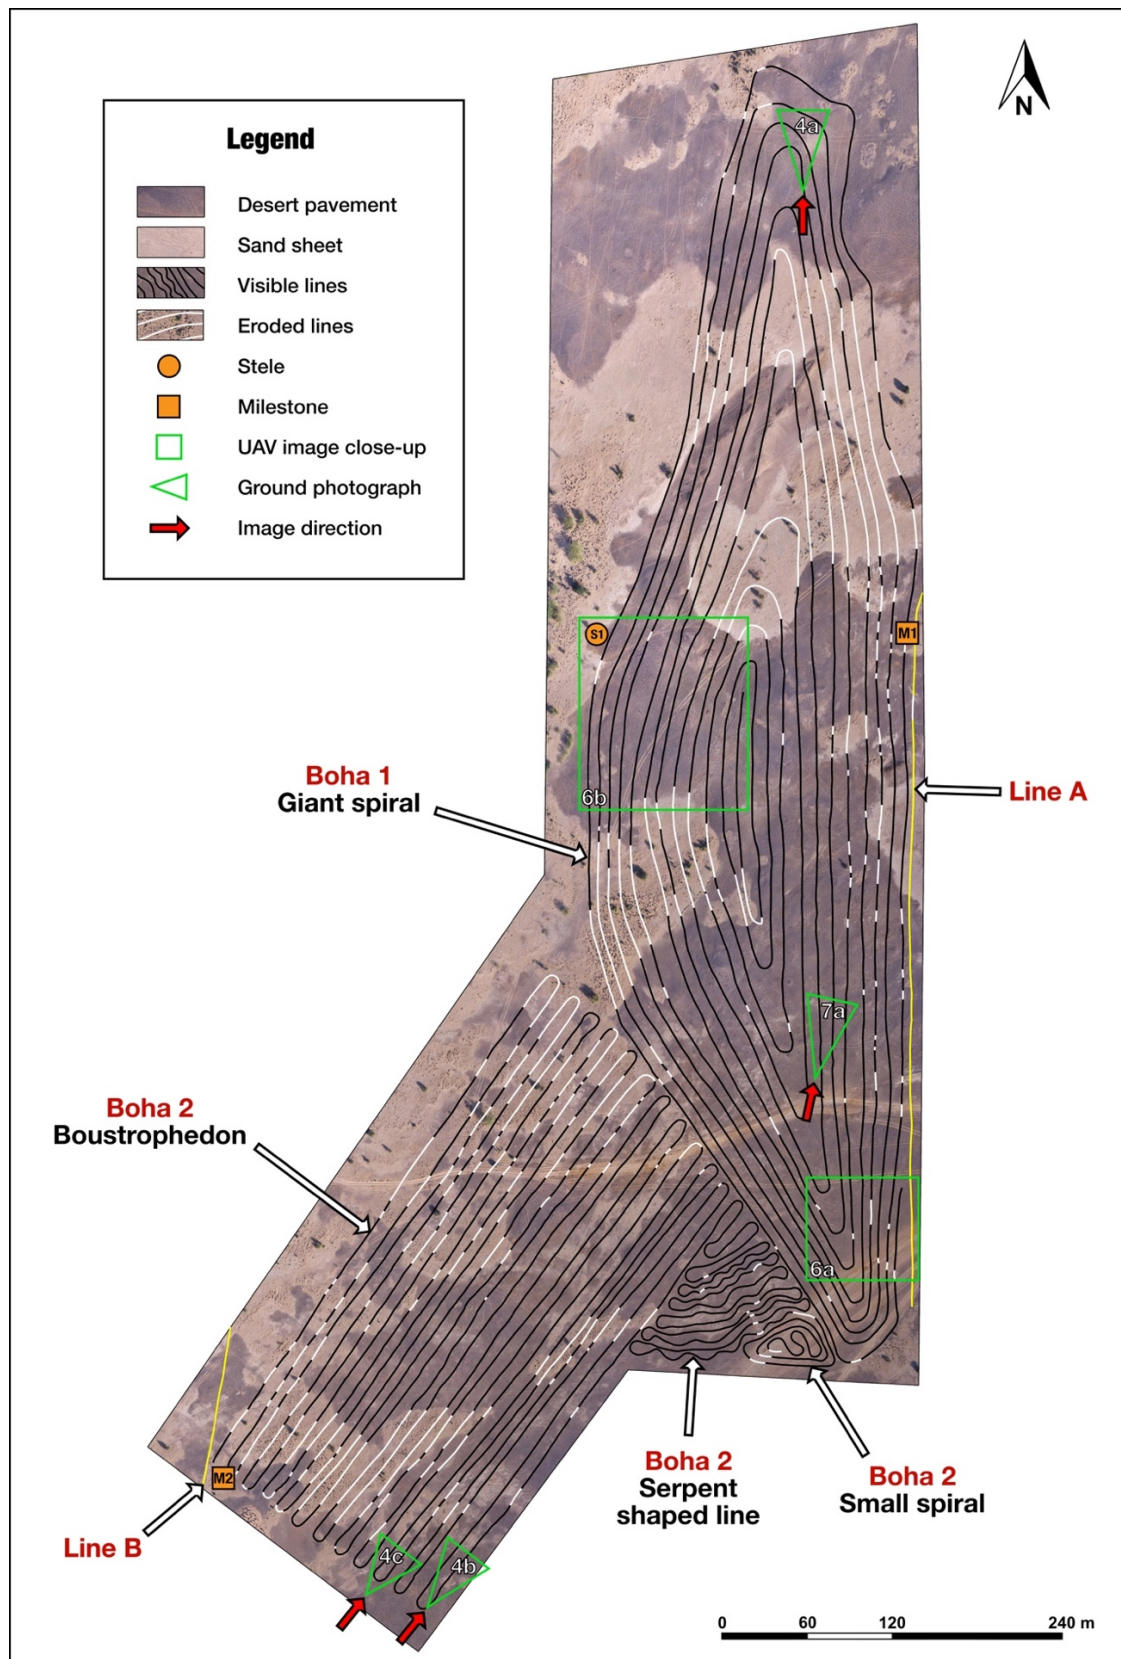 N
Legend
Desert pavement
Sand sheet
Visible lines
Eroded lines
Stele
Milestone
UAV image close-up
Ground photograph
Image direction
4a
S1
M1
Boha 1
Giant spiral
6b
Line A
7a
Boha 2
Boustrophedon
6a
M2
Line B
Boha 2
Serpent
shaped line
Boha 2
Small spiral
4c
4b
0 60 120 240 m